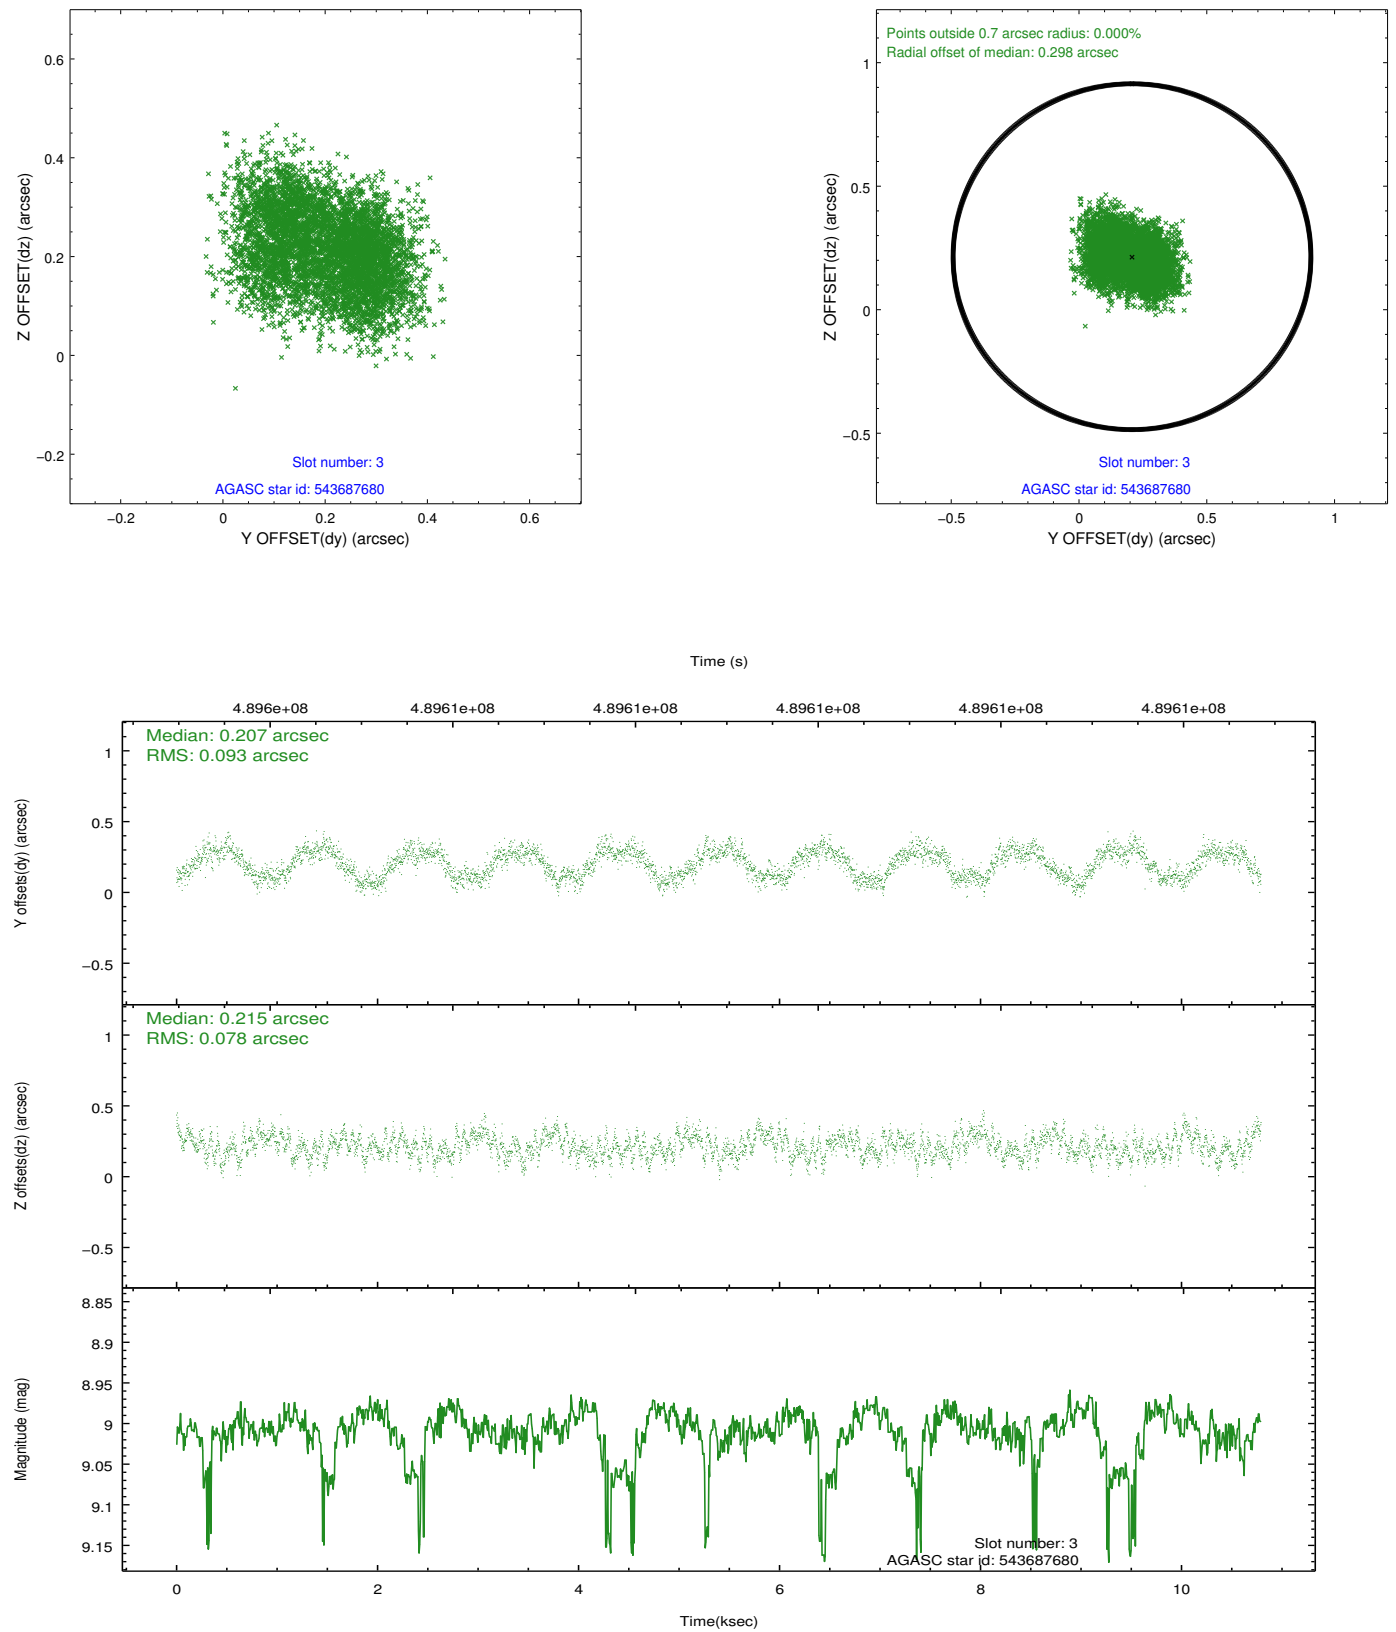 0.6
0.4
0.2
0
−0.2
Z OFFSET(dz) (arcsec)
Slot number: 3
AGASC star id: 543687680
−0.2 0 0.2 0.4 0.6
Y OFFSET(dy) (arcsec)
Points outside 0.7 arcsec radius: 0.000%
Radial offset of median: 0.298 arcsec
1
0.5
0
−0.5
Z OFFSET(dz) (arcsec)
Slot number: 3
AGASC star id: 543687680
−0.5 0 0.5 1
Y OFFSET(dy) (arcsec)
Time (s)
4.896e+08 4.8961e+08 4.8961e+08 4.8961e+08 4.8961e+08 4.8961e+08
Median: 0.207 arcsec
RMS: 0.093 arcsec
1
0.5
0
−0.5
Y offsets(dy) (arcsec)
Median: 0.215 arcsec
RMS: 0.078 arcsec
1
0.5
0
−0.5
Z offsets(dz) (arcsec)
8.85
8.9
8.95
9
9.05
9.1
9.15
Magnitude (mag)
Slot number: 3
AGASC star id: 543687680
0 2 4 6 8 10
Time(ksec)